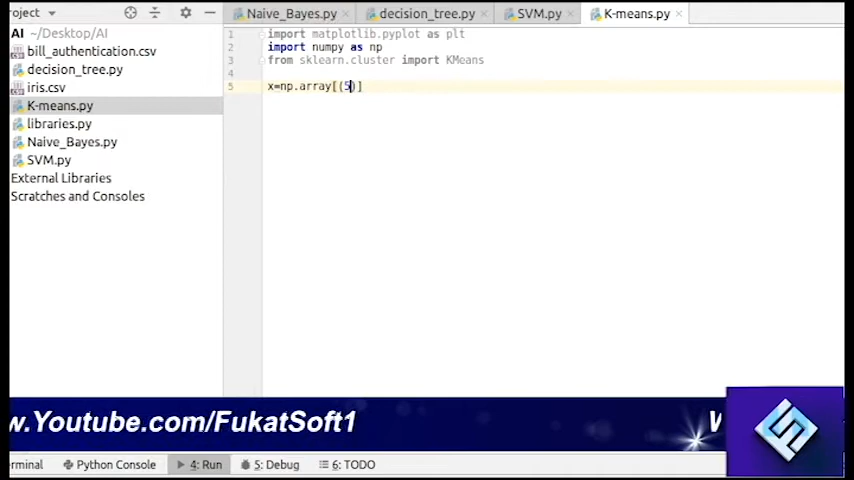 roject
Naive_Bayes.py
decision_tree.py
SVM.py
K-means.py
AI ~/Desktop/AI
bill_authentication.csv
decision_tree.py
iris.csv
K-means.py
libraries.py
Naive_Bayes.py
SVM.py
External Libraries
Scratches and Consoles
1 import matplotlib.pyplot as plt
2 import numpy as np
3 from sklearn.cluster import KMeans
4
5 x=np.array[(5)]
w.Youtube.com/FukatSoft1
W
erminal
Python Console
4: Run
5: Debug
6: TODO